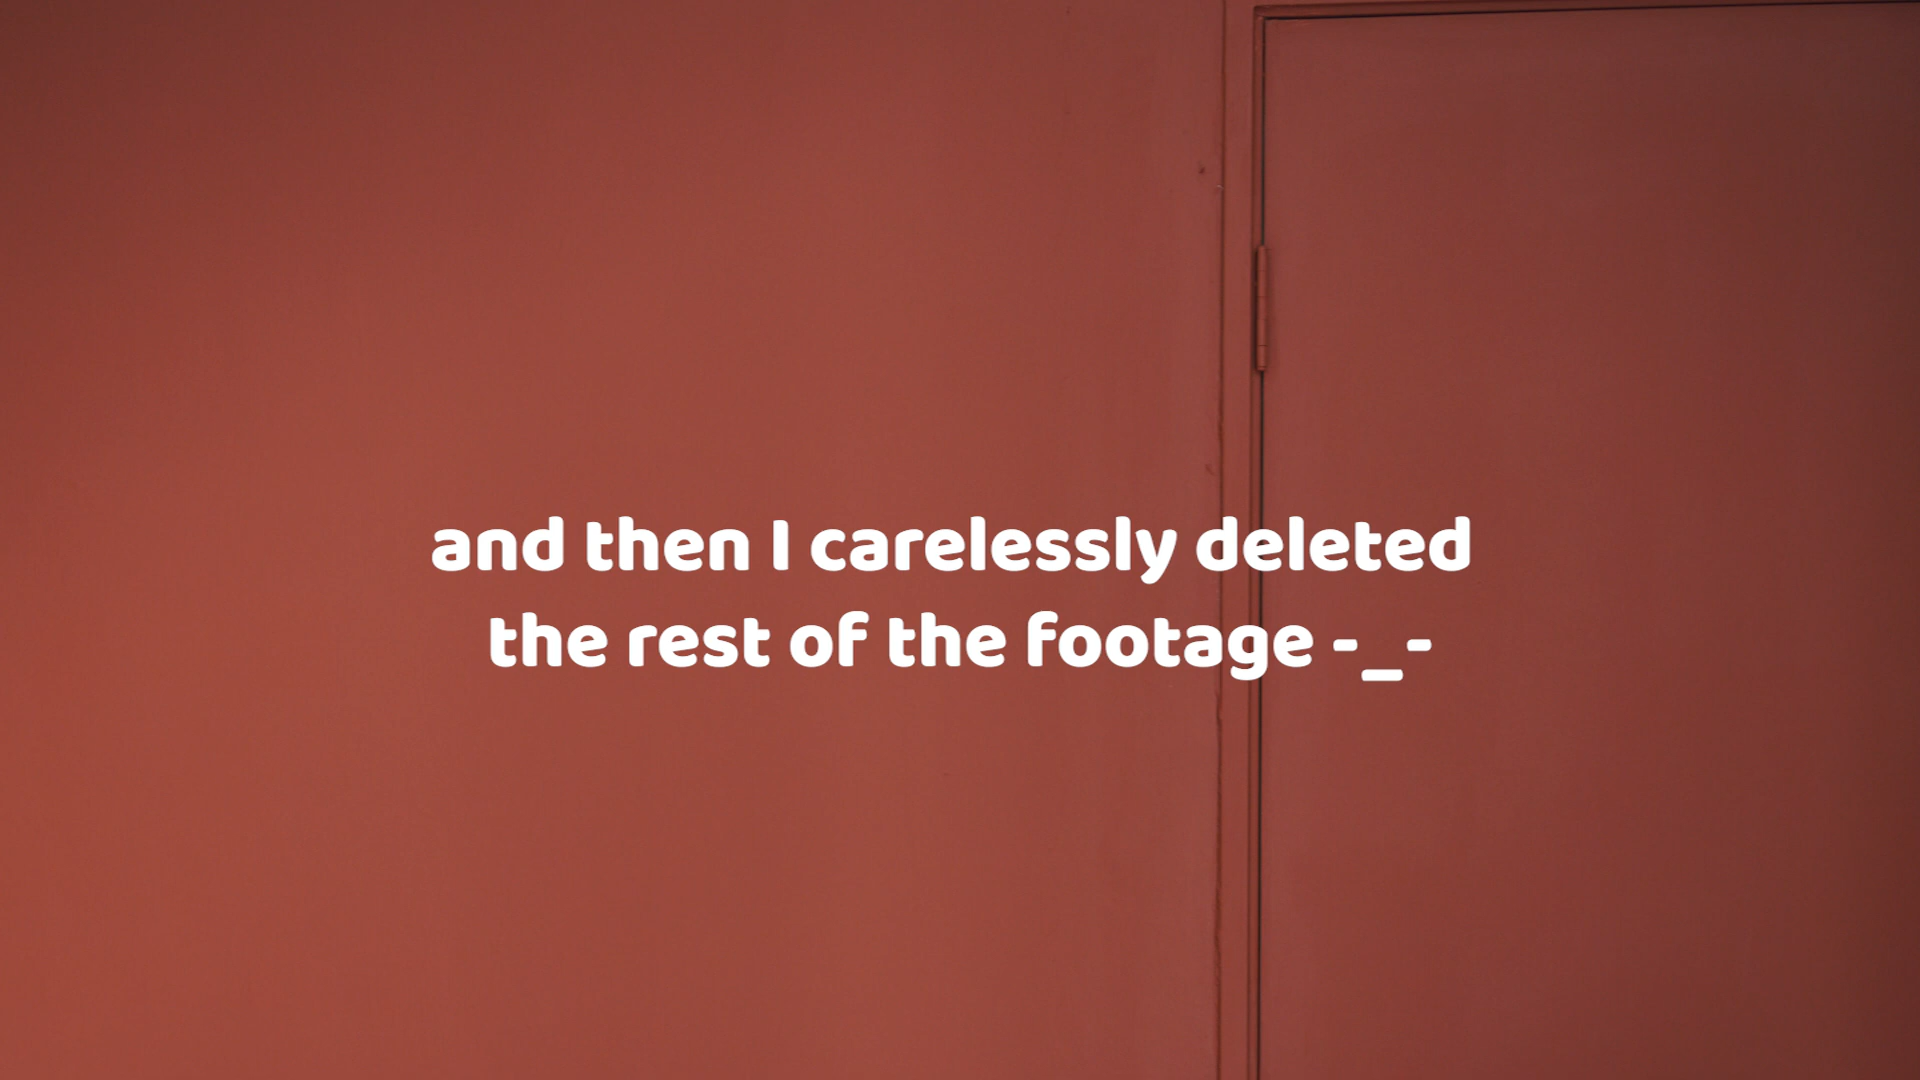 and then I carelessly deleted
the rest of the footage -_-